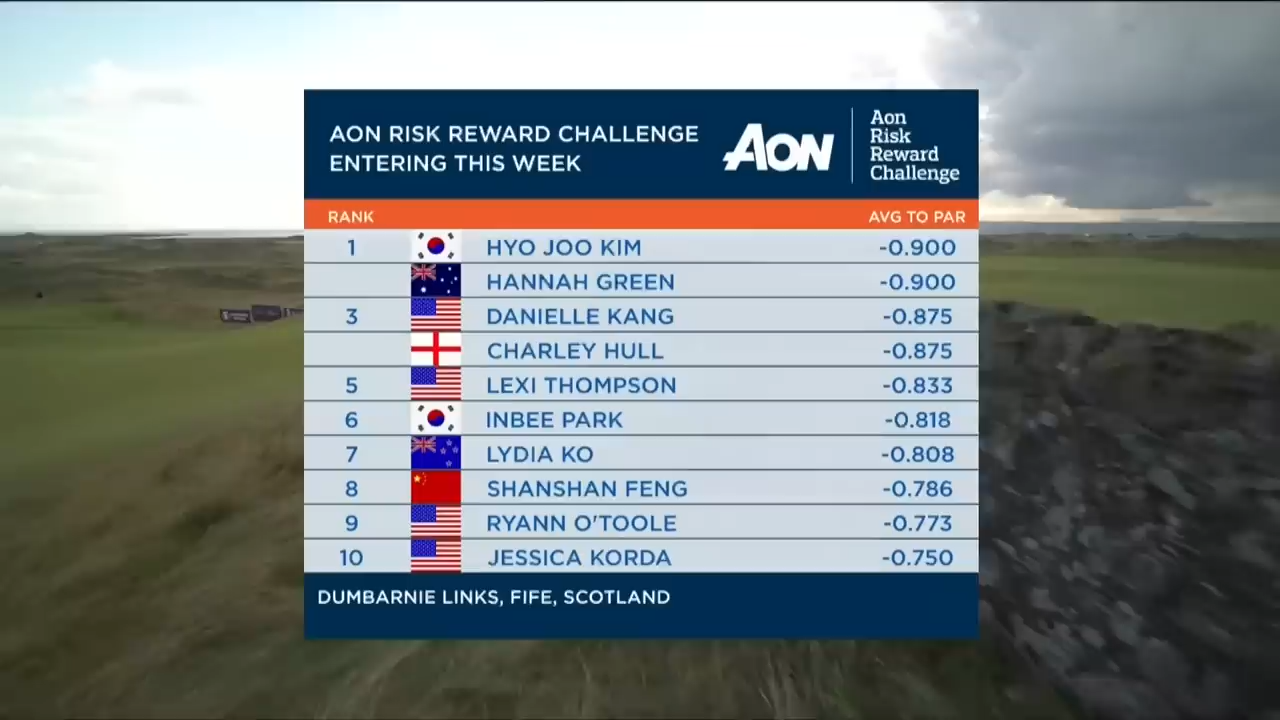 AON RISK REWARD CHALLENGE
ENTERING THIS WEEK
AON
Aon
Risk
Reward
Challenge
RANK AVG TO PAR
1 HYO JOO KIM -0.900
HANNAH GREEN -0.900
3 DANIELLE KANG -0.875
CHARLEY HULL -0.875
5 LEXI THOMPSON -0.833
6 INBEE PARK -0.818
7 LYDIA KO -0.808
8 SHANSHAN FENG -0.786
9 RYANN O'TOOLE -0.773
10 JESSICA KORDA -0.750
DUMBARNIE LINKS, FIFE, SCOTLAND